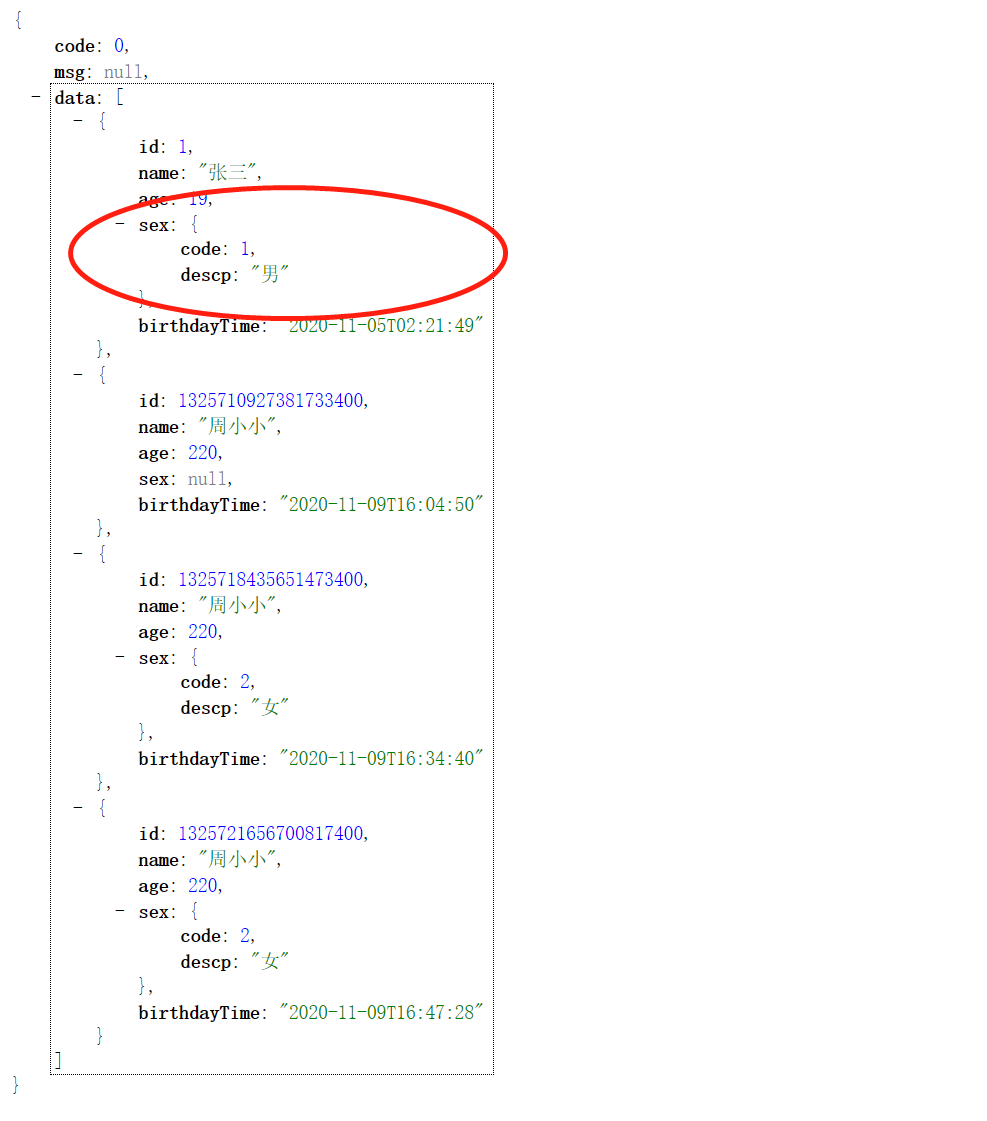 {
code: 0,
msg: null,
- data: [
- {
id: 1,
name: "张三",
age: 19,
- sex: {
code: 1,
descp: "男"
}
birthdayTime: "2020-11-05T02:21:49"
},
- {
id: 1325710927381733400,
name: "周小小",
age: 220,
sex: null,
birthdayTime: "2020-11-09T16:04:50"
},
- {
id: 1325718435651473400,
name: "周小小",
age: 220,
- sex: {
code: 2,
descp: "女"
},
birthdayTime: "2020-11-09T16:34:40"
},
- {
id: 1325721656700817400,
name: "周小小",
age: 220,
- sex: {
code: 2,
descp: "女"
},
birthdayTime: "2020-11-09T16:47:28"
}
]
}